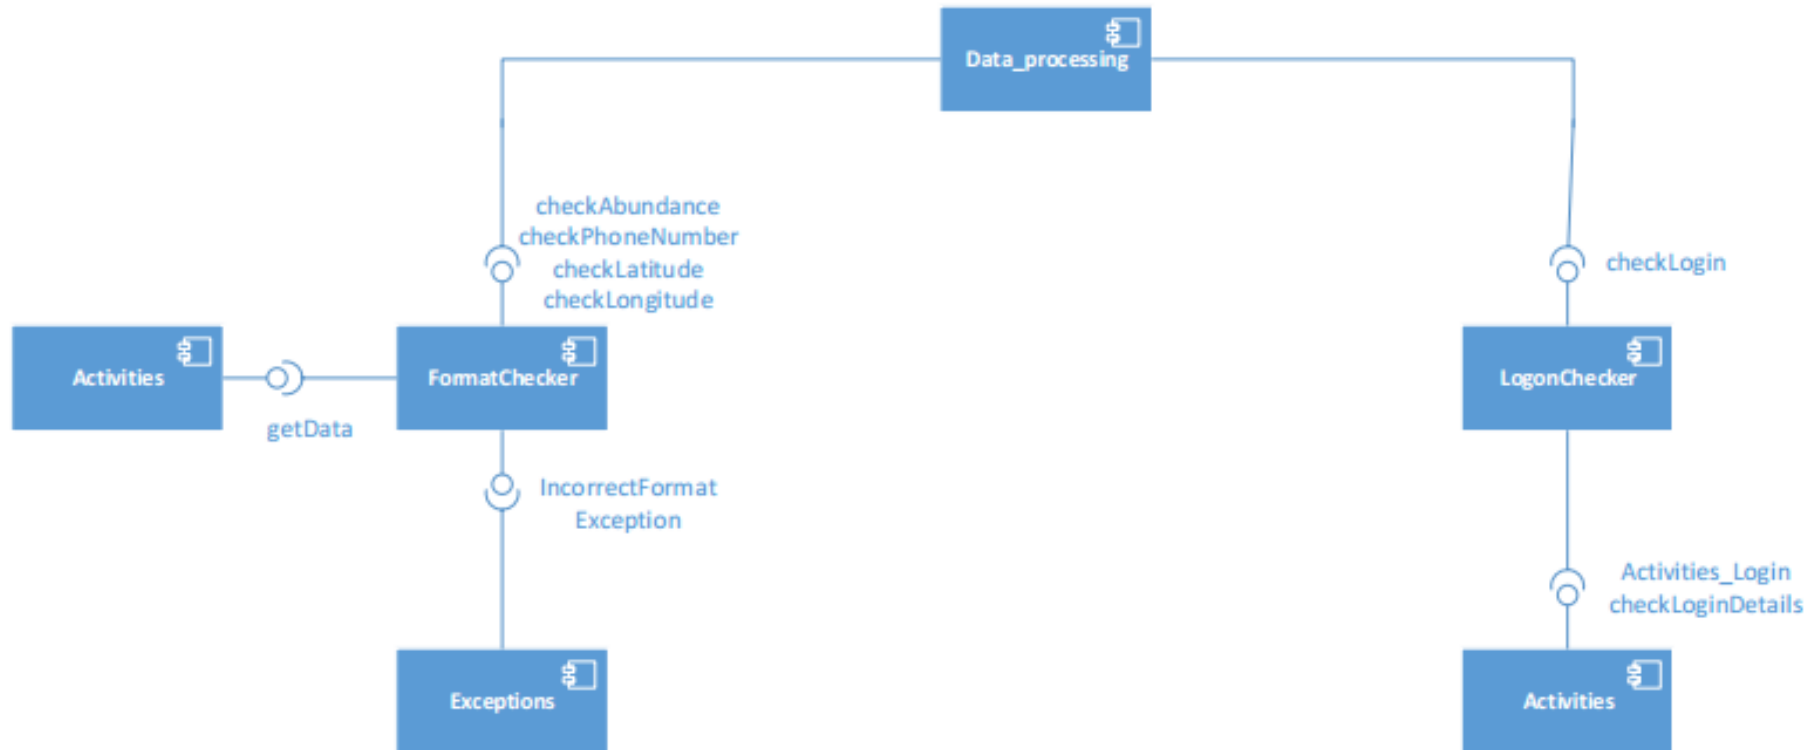 Data_processing
checkAbundance
checkPhoneNumber
checkLatitude
checkLongitude
checkLogin
Activities
FormatChecker
LogonChecker
getData
IncorrectFormat
Exception
Activities_Login
checkLoginDetails
Exceptions
Activities